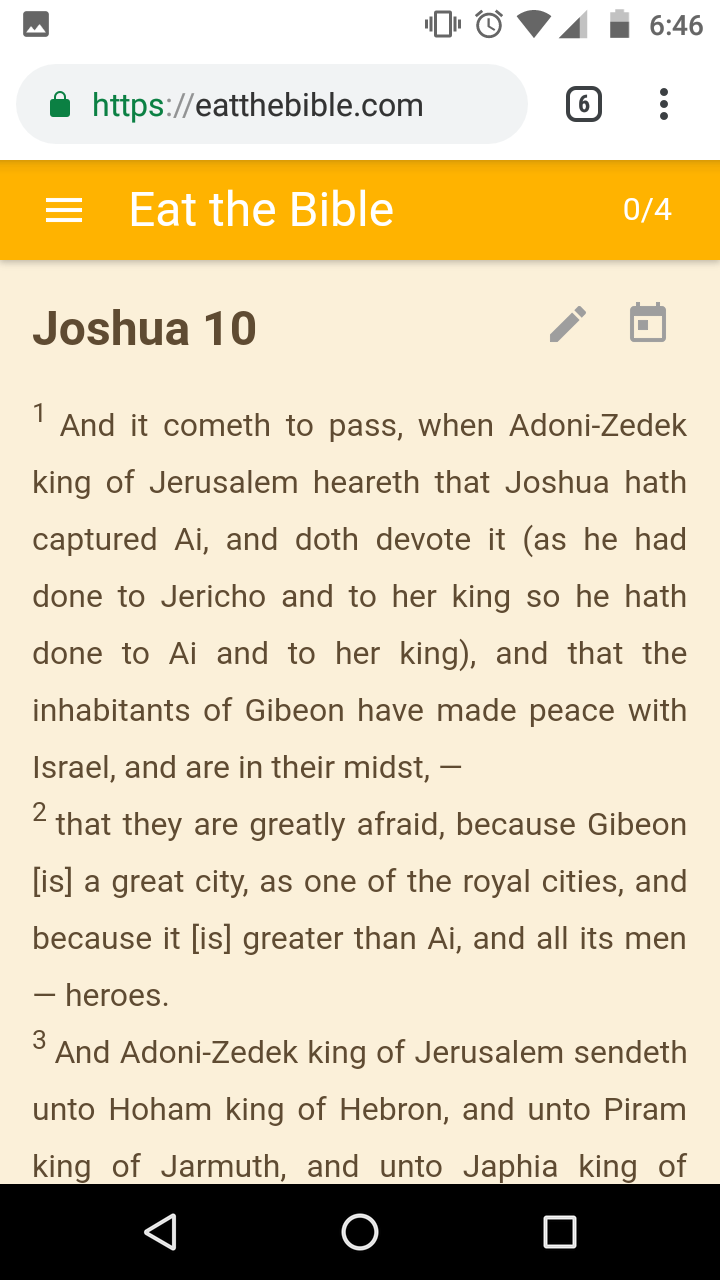 6:46
https://eatthebible.com
6
Eat the Bible
0/4
Joshua 10
1 And it cometh to pass, when Adoni-Zedek
king of Jerusalem heareth that Joshua hath
captured Ai, and doth devote it (as he had
done to Jericho and to her king so he hath
done to Ai and to her king), and that the
inhabitants of Gibeon have made peace with
Israel, and are in their midst, —
2 that they are greatly afraid, because Gibeon
[is] a great city, as one of the royal cities, and
because it [is] greater than Ai, and all its men
— heroes.
3 And Adoni-Zedek king of Jerusalem sendeth
unto Hoham king of Hebron, and unto Piram
king of Jarmuth, and unto Japhia king of